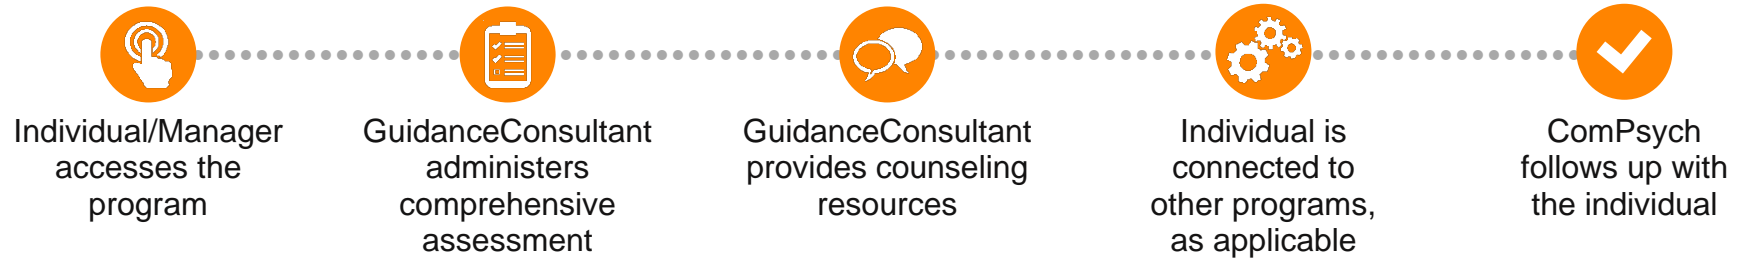 Individual/Manager
accesses the
program
GuidanceConsultant
administers
comprehensive
assessment
GuidanceConsultant
provides counseling
resources
Individual is
connected to
other programs,
as applicable
ComPsych
follows up with
the individual